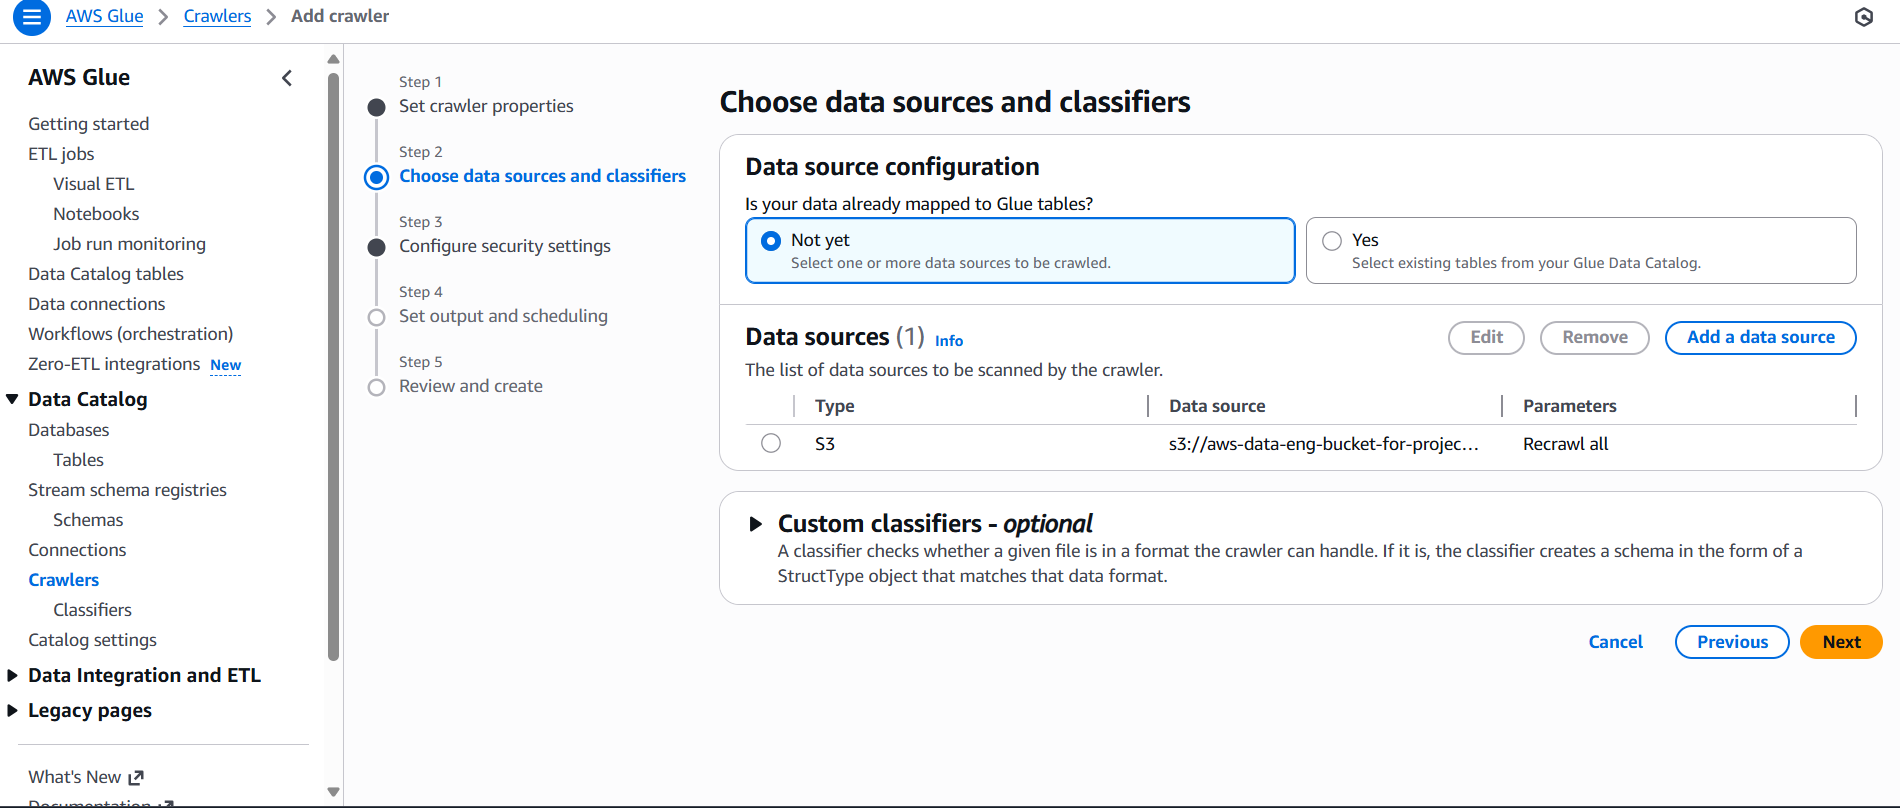 AWS Glue > Crawlers > Add crawler
AWS Glue
Getting started
ETL jobs
Visual ETL
Notebooks
Job run monitoring
Data Catalog tables
Data connections
Workflows (orchestration)
Zero-ETL integrations New
Data Catalog
Databases
Tables
Stream schema registries
Schemas
Connections
Crawlers
Classifiers
Catalog settings
Data Integration and ETL
Legacy pages
What's New
Documentation
Step 1
Set crawler properties
Step 2
Choose data sources and classifiers
Step 3
Configure security settings
Step 4
Set output and scheduling
Step 5
Review and create
Choose data sources and classifiers
Data source configuration
Is your data already mapped to Glue tables?
Not yet
Select one or more data sources to be crawled.
Yes
Select existing tables from your Glue Data Catalog.
Data sources (1) Info
Edit
Remove
Add a data source
The list of data sources to be scanned by the crawler.
Type Data source Parameters
S3 s3://aws-data-eng-bucket-for-projec... Recrawl all
Custom classifiers - optional
A classifier checks whether a given file is in a format the crawler can handle. If it is, the classifier creates a schema in the form of a
StructType object that matches that data format.
Cancel
Previous
Next